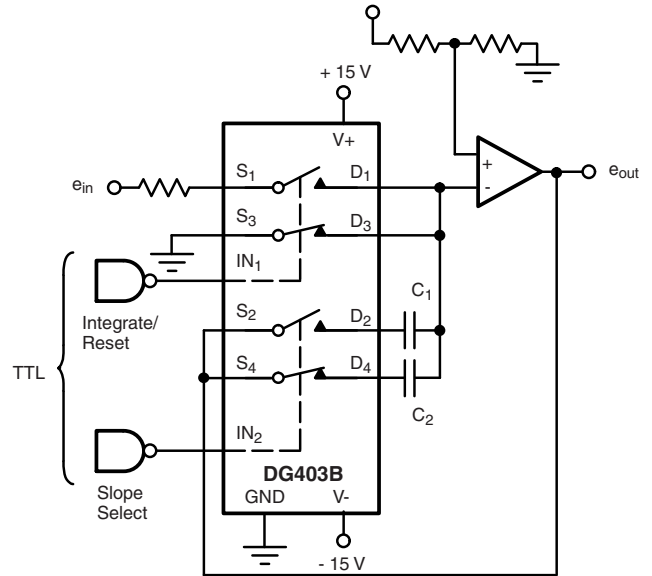 + 15 V
V+
e_in
S₁
D₁
+
-
e_out
S₃
D₃
IN₁
Integrate/
Reset
C₁
S₂
D₂
TTL
S₄
D₄
C₂
IN₂
DG403B
Slope
Select
GND
V-
- 15 V